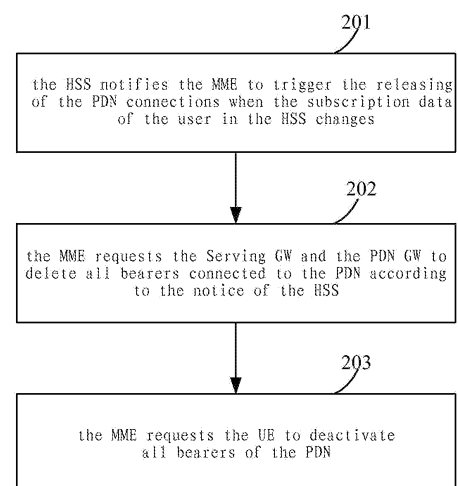 201
the HSS notifies the MME to trigger the releasing
of the PDN connections when the subscription data
of the user in the HSS changes
202
the MME requests the Serving GW and the PDN GW to
delete all bearers connected to the PDN according
to the notice of the HSS
203
the MME requests the UE to deactivate
all bearers of the PDN